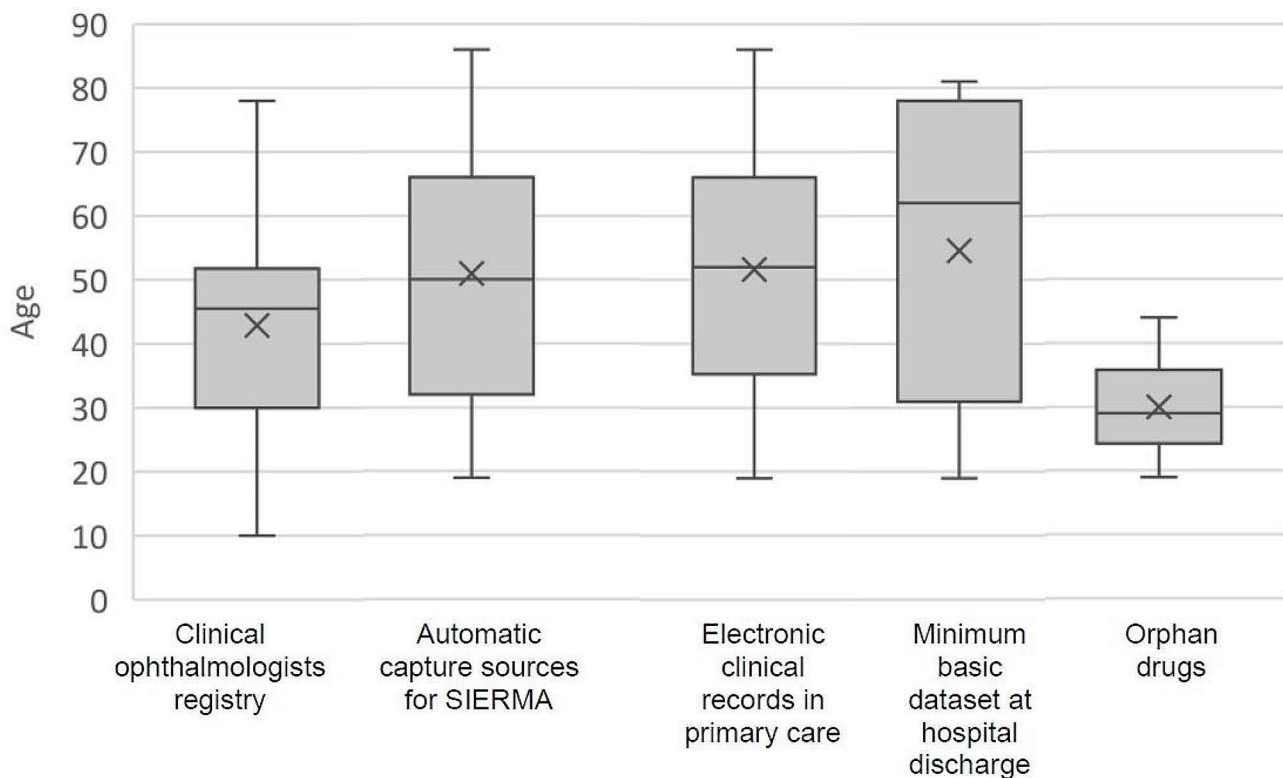 90
80
70
60
50
40
30
20
10
0
Age
Clinical
ophthalmologists
registry
Automatic
capture sources
for SIERMA
Electronic
clinical
records in
primary care
Minimum
basic
dataset at
hospital
discharge
Orphan
drugs